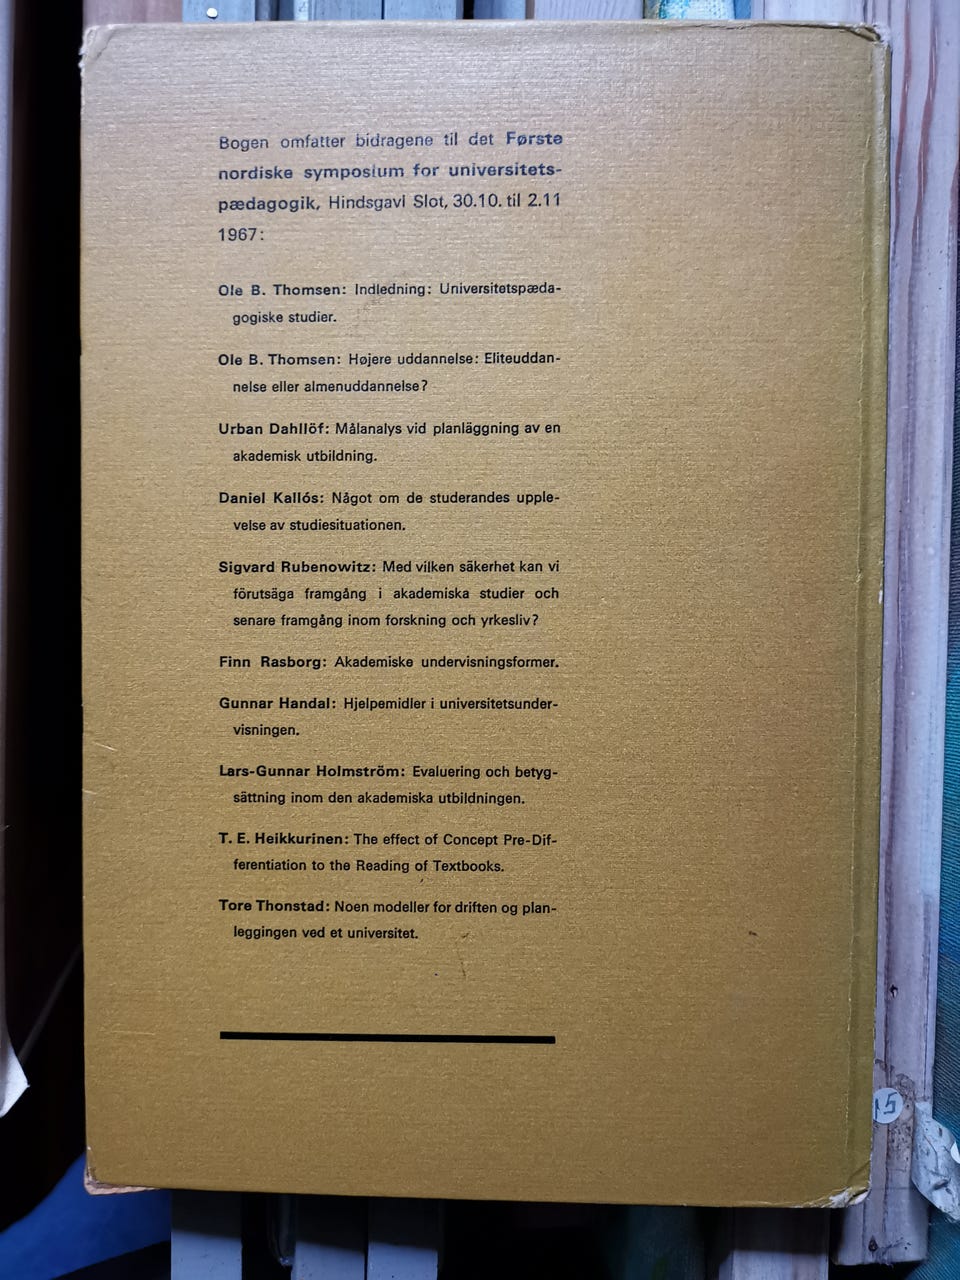 Bogen omfatter bidragene til det Første
nordiske symposium for universitets-
pædagogik, Hindsgavl Slot, 30.10. til 2.11
1967:
Ole B. Thomsen: Indledning: Universitetspæda-
gogiske studier.
Ole B. Thomsen: Højere uddannelse: Eliteuddan-
nelse eller almenuddannelse?
Urban Dahllöf: Målanalys vid planläggning av en
akademisk utbildning.
Daniel Kallós: Något om de studerandes upple-
velse av studiesituationen.
Sigvard Rubenowitz: Med vilken säkerhet kan vi
förutsäga framgång i akademiska studier och
senare framgång inom forskning och yrkesliv?
Finn Rasborg: Akademiske undervisningsformer.
Gunnar Handal: Hjelpemidler i universitetsunder-
visningen.
Lars-Gunnar Holmström: Evaluering och betyg-
sättning inom den akademiska utbildningen.
T. E. Heikkurinen: The effect of Concept Pre-Dif-
ferentiation to the Reading of Textbooks.
Tore Thonstad: Noen modeller for driften og plan-
leggingen ved et universitet.
5